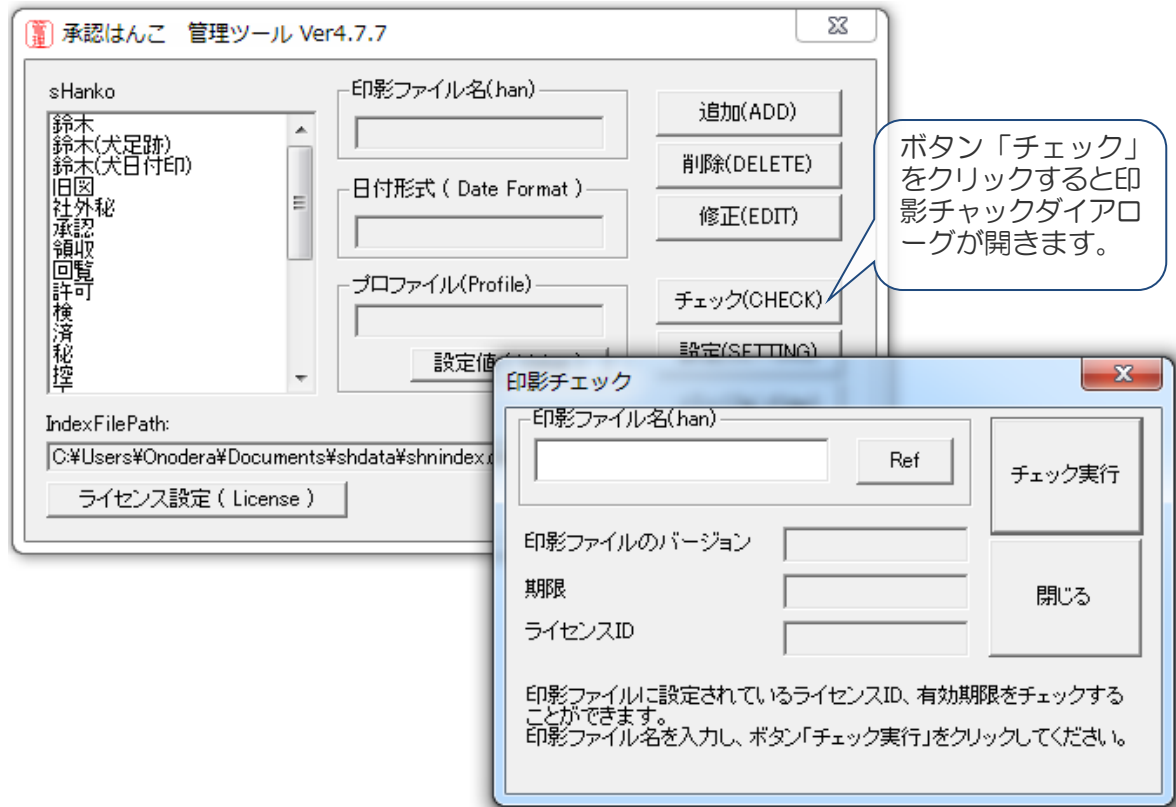 管理
承認はんこ 管理ツール Ver4.7.7
sHanko
鈴木
鈴木(犬足跡)
鈴木(犬日付印)
旧図
社外秘
承認
領収
回覧
許可
検
済
秘
控
印影ファイル名(.han)
日付形式 ( Date Format )
プロファイル(Profile)
設定値
追加(ADD)
削除(DELETE)
修正(EDIT)
チェック(CHECK)
設定(SETTING)
IndexFilePath:
C:¥Users¥Onodera¥Documents¥shdata¥shnindex.
ライセンス設定 ( License )
ボタン「チェック」
をクリックすると印
影チャックダイアロ
ーグが開きます。
印影チェック
印影ファイル名(.han)
Ref
チェック実行
印影ファイルのバージョン
期限
ライセンスID
閉じる
印影ファイルに設定されているライセンスID、有効期限をチェックする
ことができます。
印影ファイル名を入力し、ボタン「チェック実行」をクリックしてください。